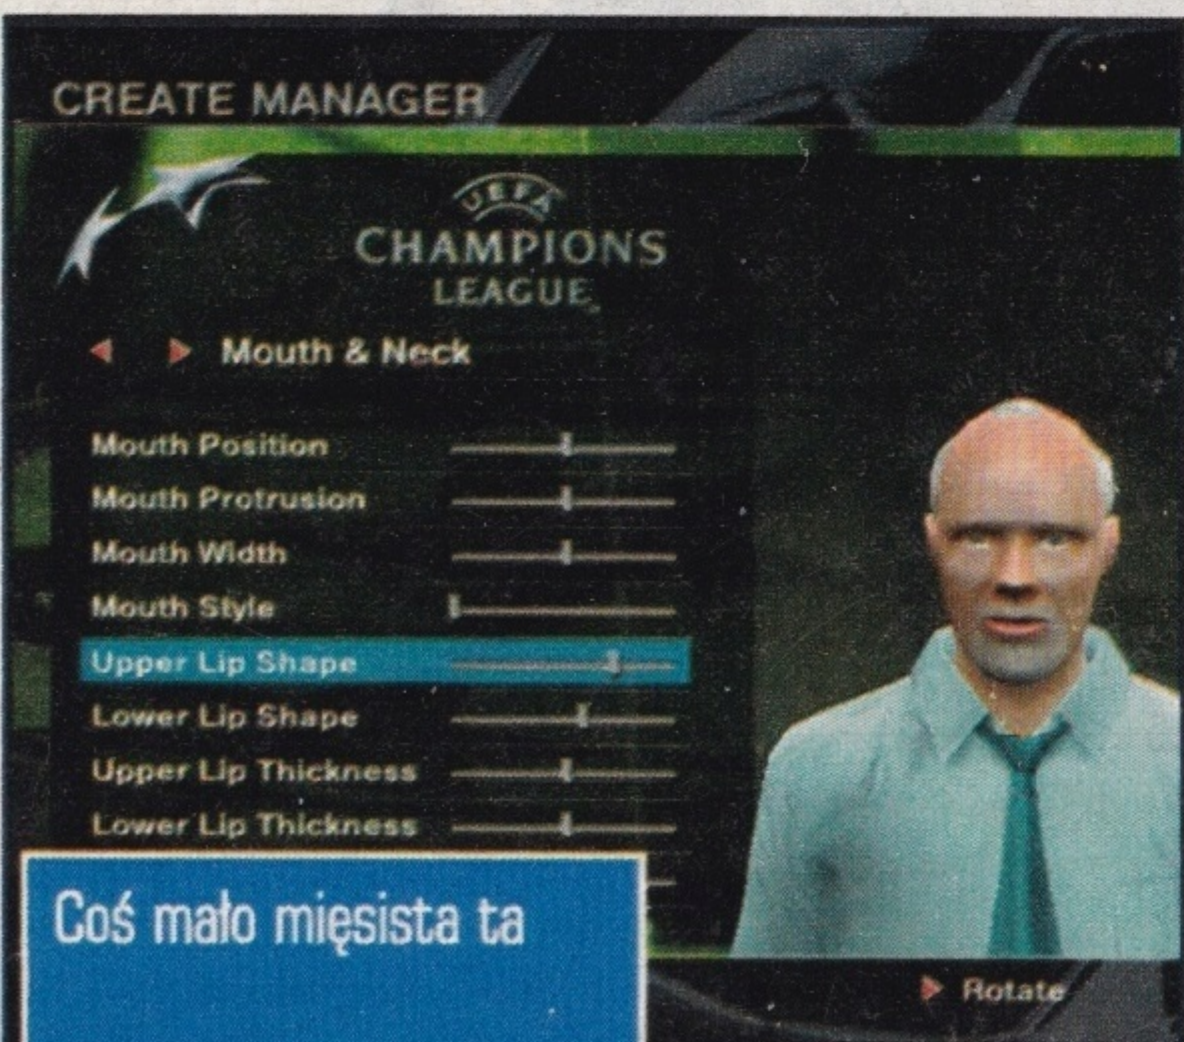 CREATE MANAGER
UEFA
CHAMPIONS
LEAGUE
Mouth & Neck
Mouth Position
Mouth Protrusion
Mouth Width
Mouth Style
Upper Lip Shape
Lower Lip Shape
Upper Lip Thickness
Lower Lip Thickness
Coś mało mięsista ta
Rotate